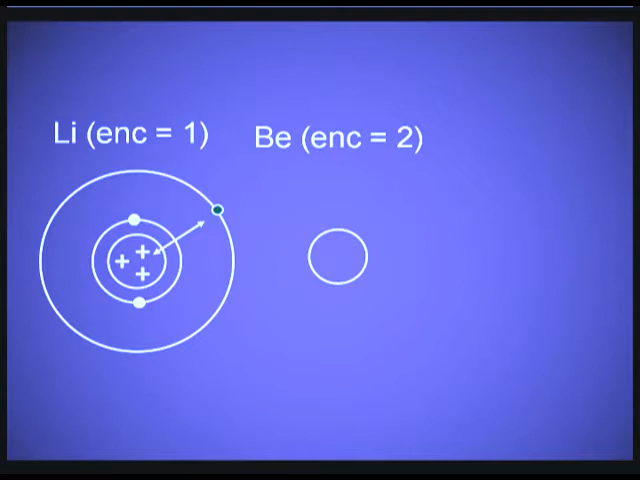 Li (enc = 1)
Be (enc = 2)
+
+
+